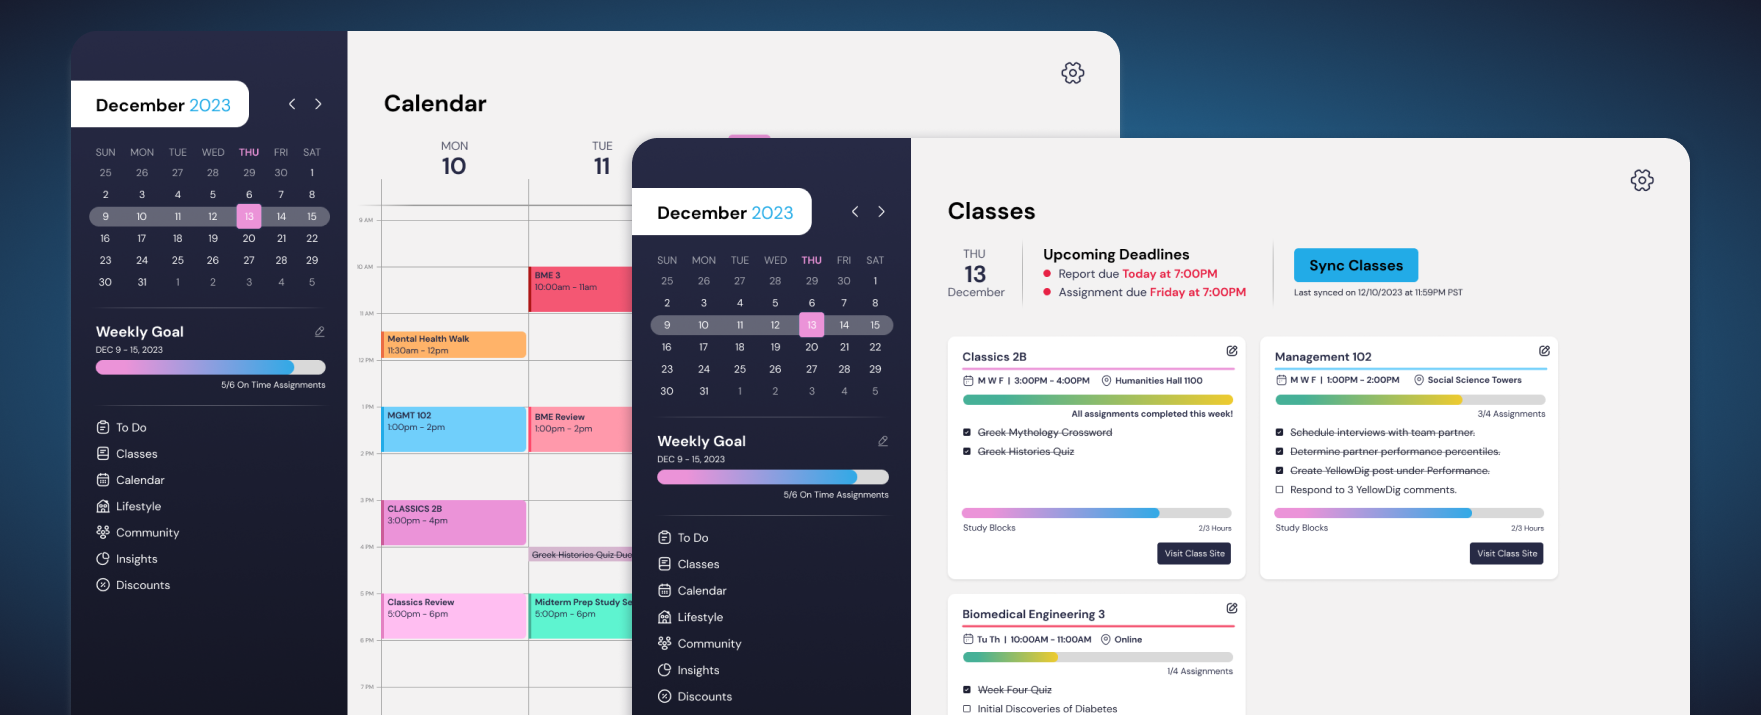 December 2023
SUN MON TUE WED THU FRI SAT
25 26 27 28 29 30 1
2 3 4 5 6 7 8
9 10 11 12 13 14 15
16 17 18 19 20 21 22
23 24 25 26 27 28 29
30 31 1 2 3 4 5
Weekly Goal
DEC 9 - 15, 2023
5/6 On Time Assignments
To Do
Classes
Calendar
Lifestyle
Community
Insights
Discounts
Calendar
MON
10
TUE
11
9 AM
10 AM
BME 3
10:00am - 11am
11 AM
Mental Health Walk
11:30am - 12pm
12 PM
1 PM
MGMT 102
1:00pm - 2pm
BME Review
1:00pm - 2pm
2 PM
3 PM
CLASSICS 2B
3:00pm - 4pm
4 PM
Greek Histories Quiz Due
5 PM
Classics Review
5:00pm - 6pm
Midterm Prep Study Se
5:00pm - 6pm
6 PM
7 PM
December 2023
SUN MON TUE WED THU FRI SAT
25 26 27 28 29 30 1
2 3 4 5 6 7 8
9 10 11 12 13 14 15
16 17 18 19 20 21 22
23 24 25 26 27 28 29
30 31 1 2 3 4 5
Weekly Goal
DEC 9 - 15, 2023
5/6 On Time Assignments
To Do
Classes
Calendar
Lifestyle
Community
Insights
Discounts
Classes
THU
13
December
Upcoming Deadlines
Report due Today at 7:00PM
Assignment due Friday at 7:00PM
Sync Classes
Last synced on 12/10/2023 at 11:59PM PST
Classics 2B
M W F | 3:00PM - 4:00PM Humanities Hall 1100
All assignments completed this week!
Greek Mythology Crossword
Greek Histories Quiz
Study Blocks 2/3 Hours
Visit Class Site
Management 102
M W F | 1:00PM - 2:00PM Social Science Towers
3/4 Assignments
Schedule interviews with team partner.
Determine partner performance percentiles.
Create YellowDig post under Performance.
Respond to 3 YellowDig comments.
Study Blocks 2/3 Hours
Visit Class Site
Biomedical Engineering 3
Tu Th | 10:00AM - 11:00AM Online
1/4 Assignments
Week Four Quiz
Initial Discoveries of Diabetes